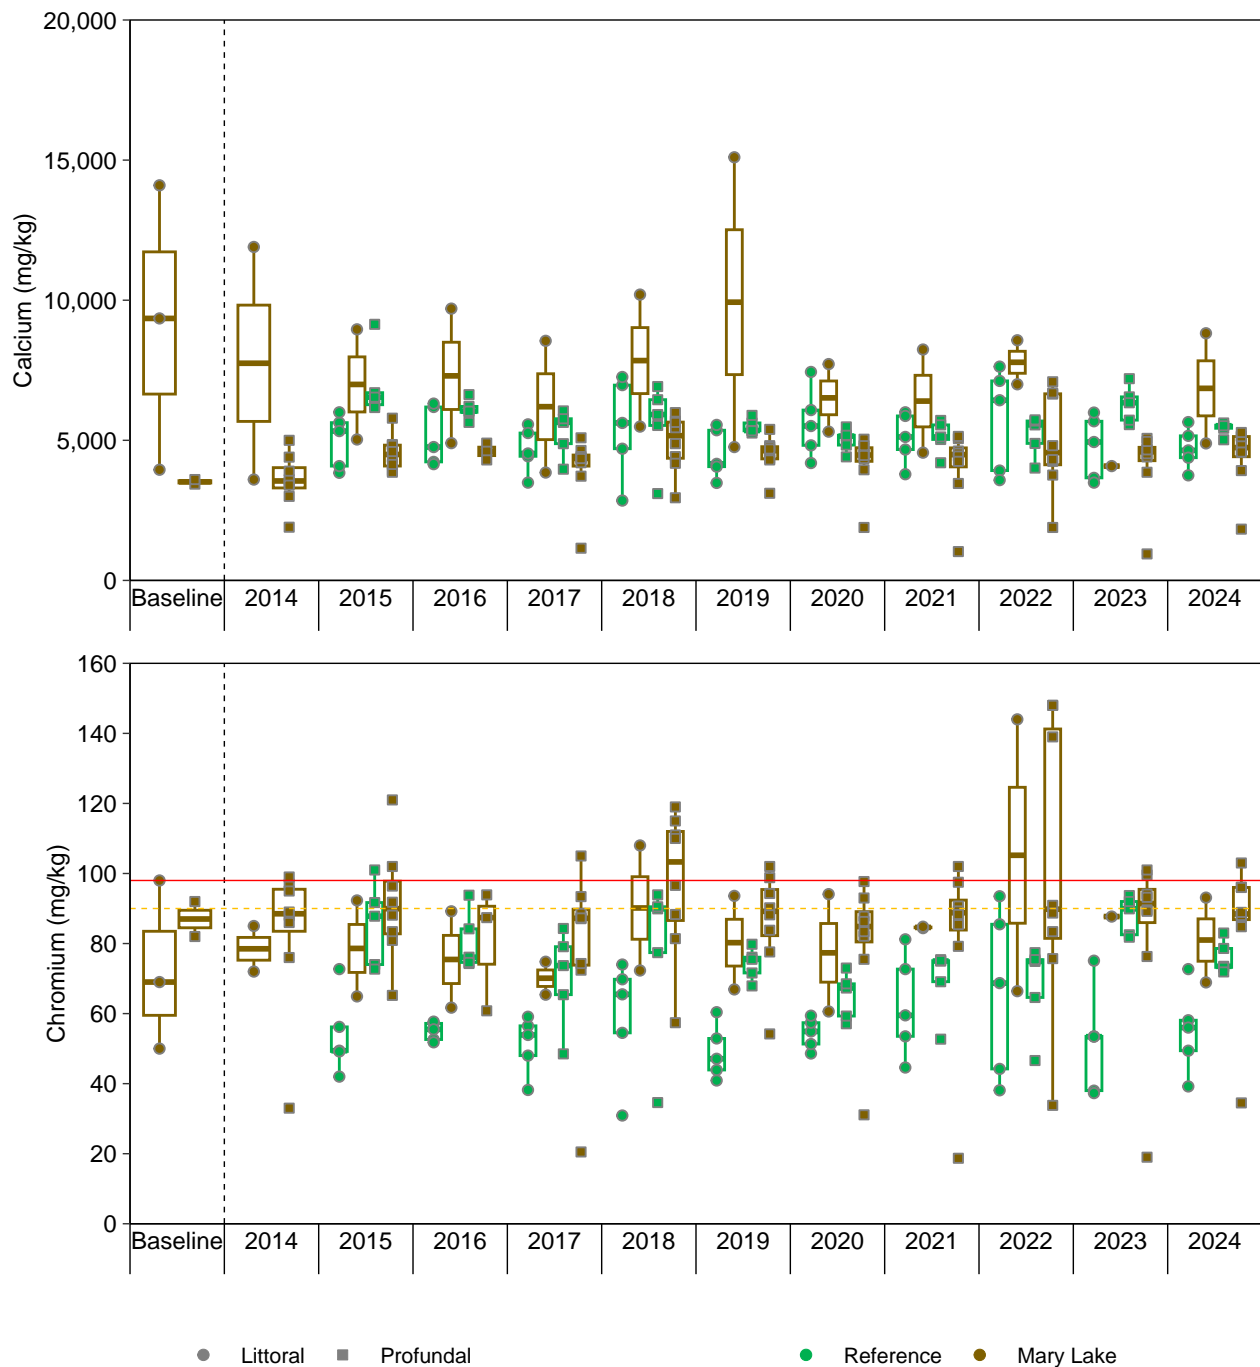 20,000
15,000
10,000
5,000
0
Calcium (mg/kg)
Baseline 2014 2015 2016 2017 2018 2019 2020 2021 2022 2023 2024
160
140
120
100
80
60
40
20
0
Chromium (mg/kg)
Baseline 2014 2015 2016 2017 2018 2019 2020 2021 2022 2023 2024
Littoral Profundal Reference Mary Lake